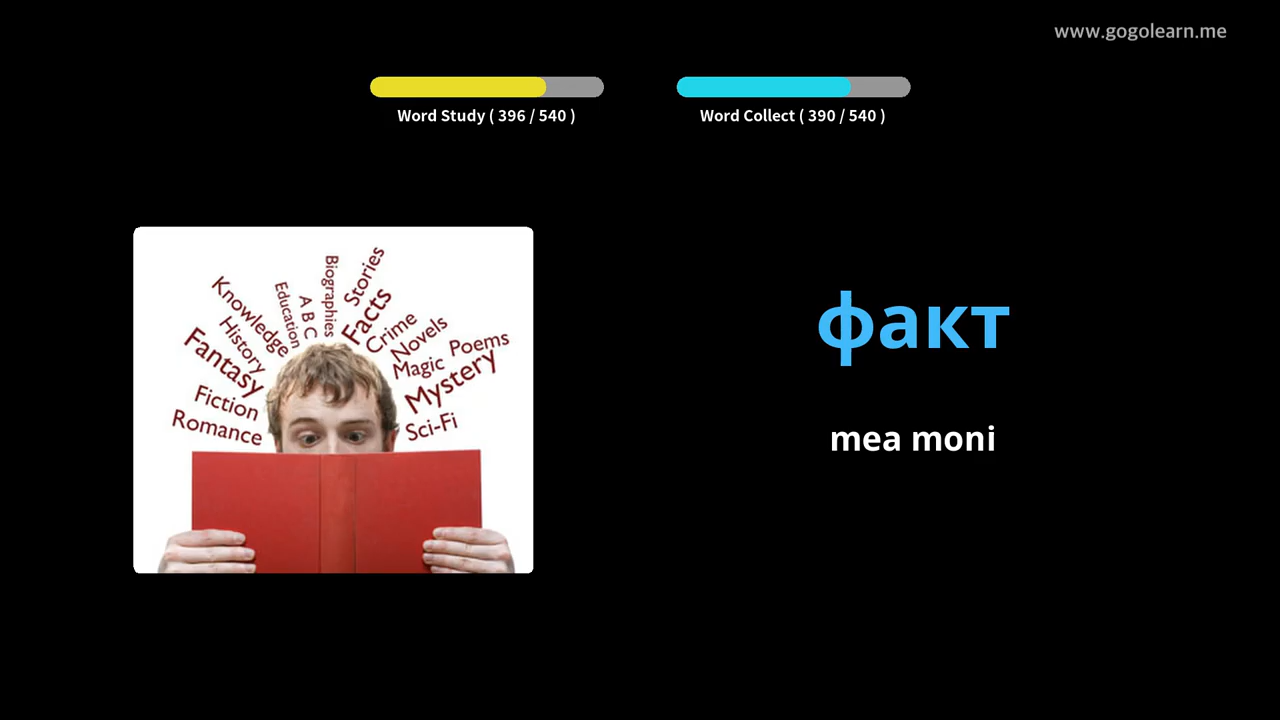 www.gogolearn.me
Word Study ( 396 / 540 )
Word Collect ( 390 / 540 )
Knowledge
Education
A B C
Biographies
Stories
Facts
Crime
Novels
Poems
History
Fantasy
Magic
Mystery
Fiction
Romance
Sci-Fi
факт
mea moni